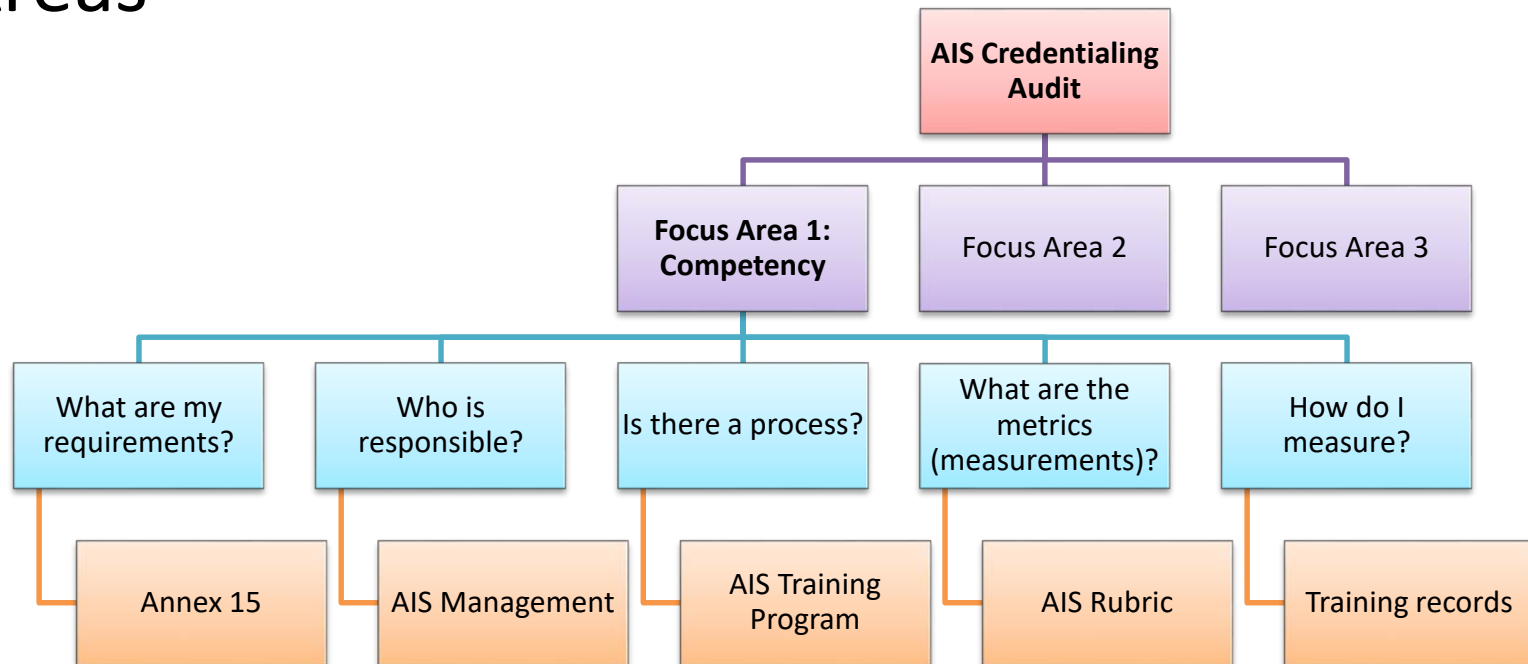 AIS Credentialing
Audit
Focus Area 1:
Competency
Focus Area 2
Focus Area 3
What are my
requirements?
Who is
responsible?
Is there a process?
What are the
metrics
(measurements)?
How do I
measure?
Annex 15
AIS Management
AIS Training
Program
AIS Rubric
Training records